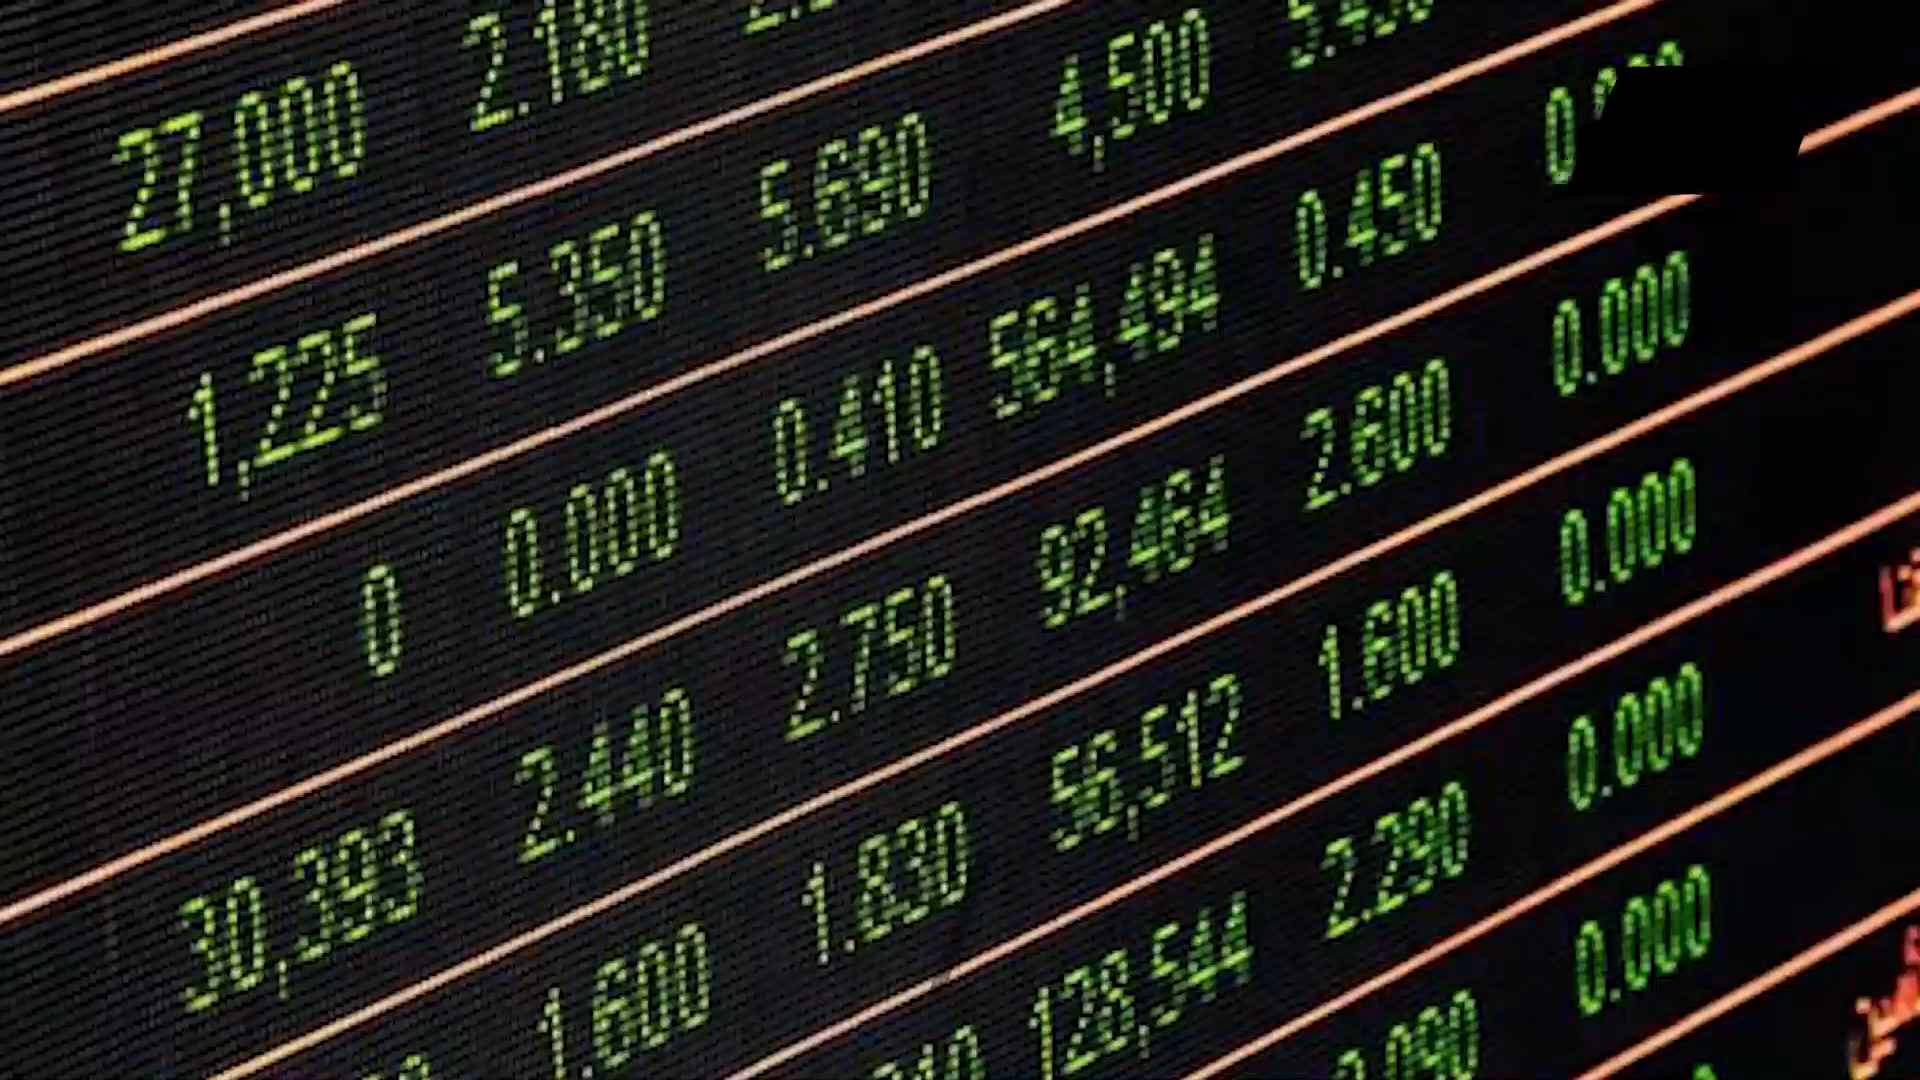 27,000 2.180
1,225 5.350 5.690 4,500 5.450
0 0.000 0.410 564,494 0.450
30,393 2.440 2.750 92,464 2.600 0.000
1.600 1.830 56,512 1.600 0.000
128,544 2.290 0.000
0.000